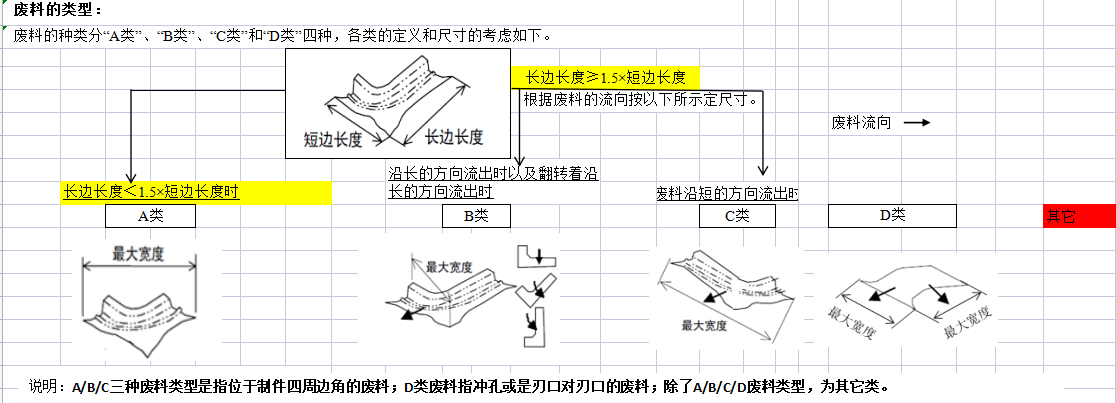 废料的类型：
废料的种类分“A类”、“B类”、“C类”和“D类”四种，各类的定义和尺寸的考虑如下。
长边长度≥1.5×短边长度
根据废料的流向按以下所示定尺寸。
短边长度
长边长度
废料流向
沿长的方向流出时以及翻转着沿
长的方向流出时
长边长度＜1.5×短边长度时
废料沿短的方向流出时
A类
B类
C类
D类
其它
最大宽度
最大宽度
最大宽度
最大宽度
最大宽度
说明：A/B/C三种废料类型是指位于制件四周边角的废料；D类废料指冲孔或是刃口对刃口的废料；除了A/B/C/D废料类型，为其它类。